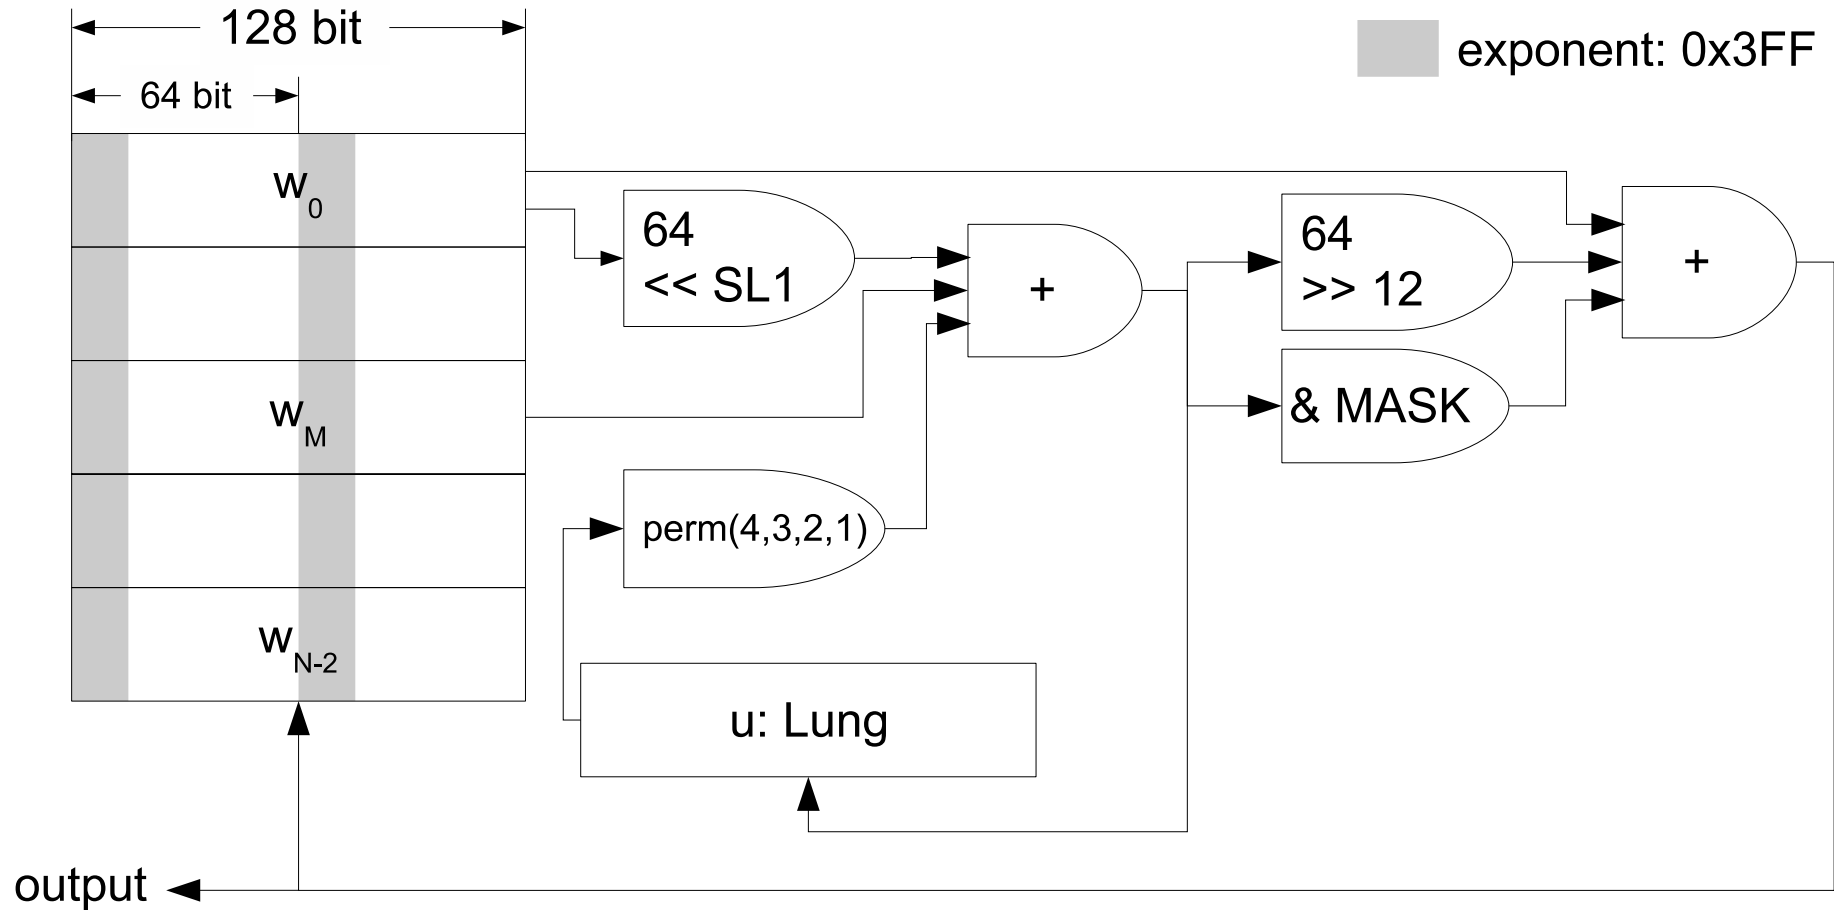 128 bit
exponent: 0x3FF
64 bit
w0
64
<< SL1
64
>> 12
+
+
wM
& MASK
perm(4,3,2,1)
wN-2
u: Lung
output